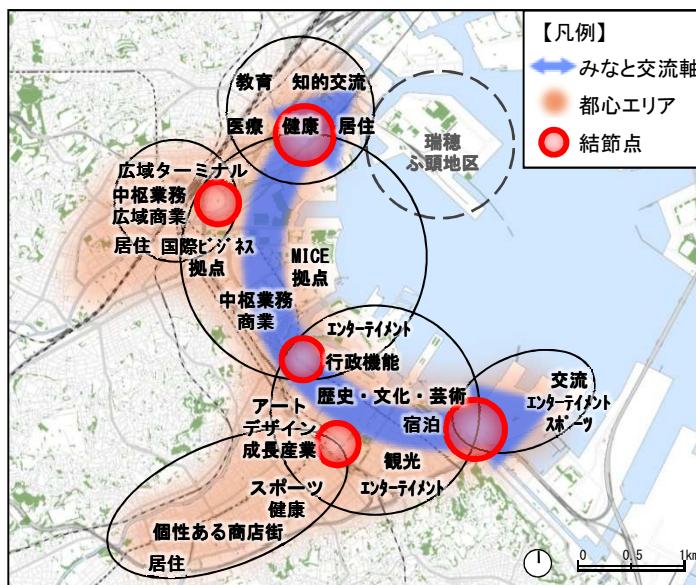 【凡例】
みなと交流軸
都心エリア
結節点
教育 知的交流
医療 健康 居住
瑞穂
ふ頭地区
広域ターミナル
中枢業務
広域商業
居住 国際ビジネス
拠点
MICE
拠点
中枢業務
商業
エンターテイメント
行政機能
歴史・文化・芸術
宿泊
交流
エンターテイメント
スポーツ
アート
デザイン
成長産業
観光
エンターテイメント
スポーツ
健康
個性ある商店街
居住
0 0.5 1km